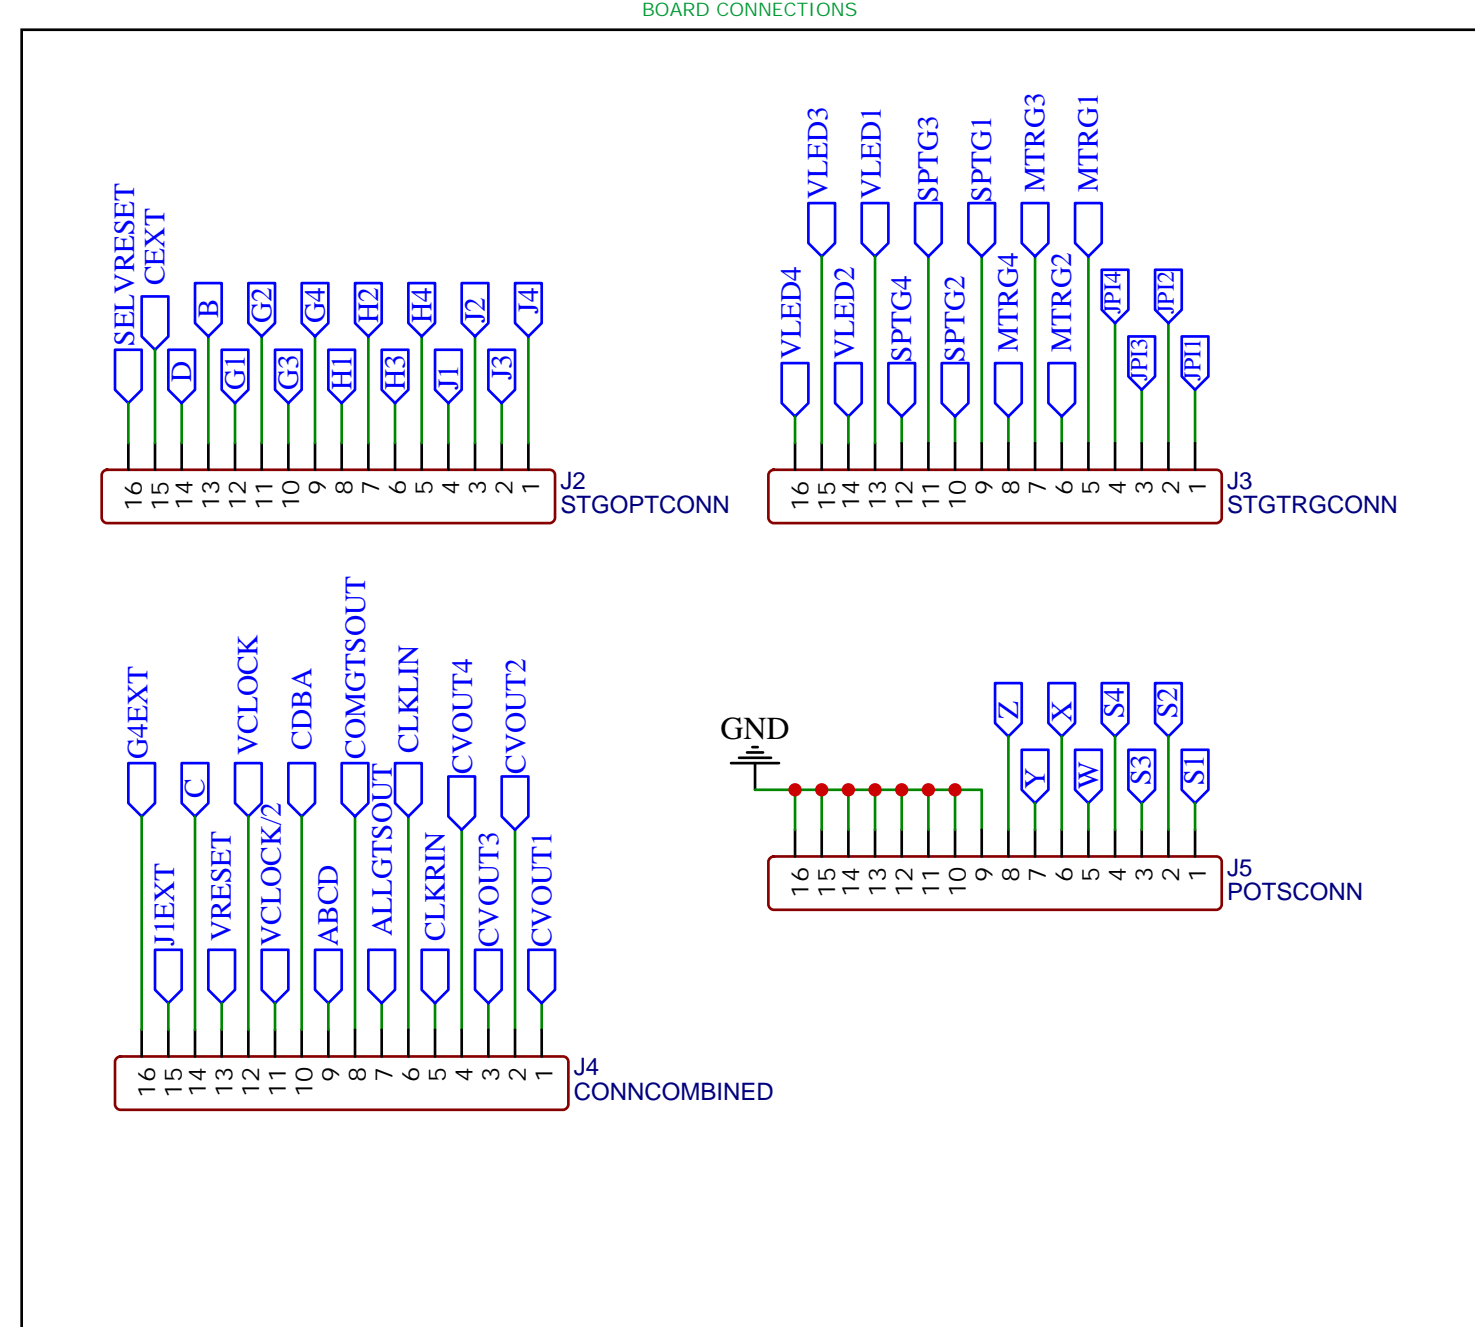 BOARD CONNECTIONS
SELVRESET
CEXT
D
B
G1
G2
G3
G4
H1
H2
H3
H4
J1
J2
J3
J4
16 15 14 13 12 11 10 9 8 7 6 5 4 3 2 1
J2
STGOPTCONN
VLED4
VLED3
VLED2
VLED1
SPTG4
SPTG3
SPTG2
SPTG1
MTRG4
MTRG3
MTRG2
MTRG1
JPI4
JPI3
JPI2
JPI1
16 15 14 13 12 11 10 9 8 7 6 5 4 3 2 1
J3
STGTRGCONN
G4EXT
J1EXT
C
VRESET
VCLOCK
VCLOCK/2
CDBA
ABCD
COMGTSOUT
ALLGTSOUT
CLKLIN
CLKRIN
CVOUT4
CVOUT3
CVOUT2
CVOUT1
16 15 14 13 12 11 10 9 8 7 6 5 4 3 2 1
J4
CONNCOMBINED
GND
Z
Y
X
W
S4
S3
S2
S1
16 15 14 13 12 11 10 9 8 7 6 5 4 3 2 1
J5
POTSCONN